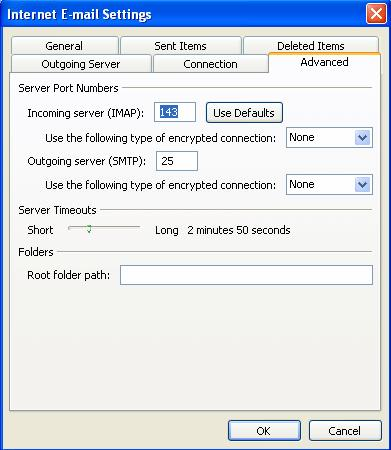 Internet E-mail Settings
General Sent Items Deleted Items
Outgoing Server Connection Advanced
Server Port Numbers
Incoming server (IMAP): 143 Use Defaults
Use the following type of encrypted connection: None
Outgoing server (SMTP): 25
Use the following type of encrypted connection: None
Server Timeouts
Short Long 2 minutes 50 seconds
Folders
Root folder path:
OK Cancel